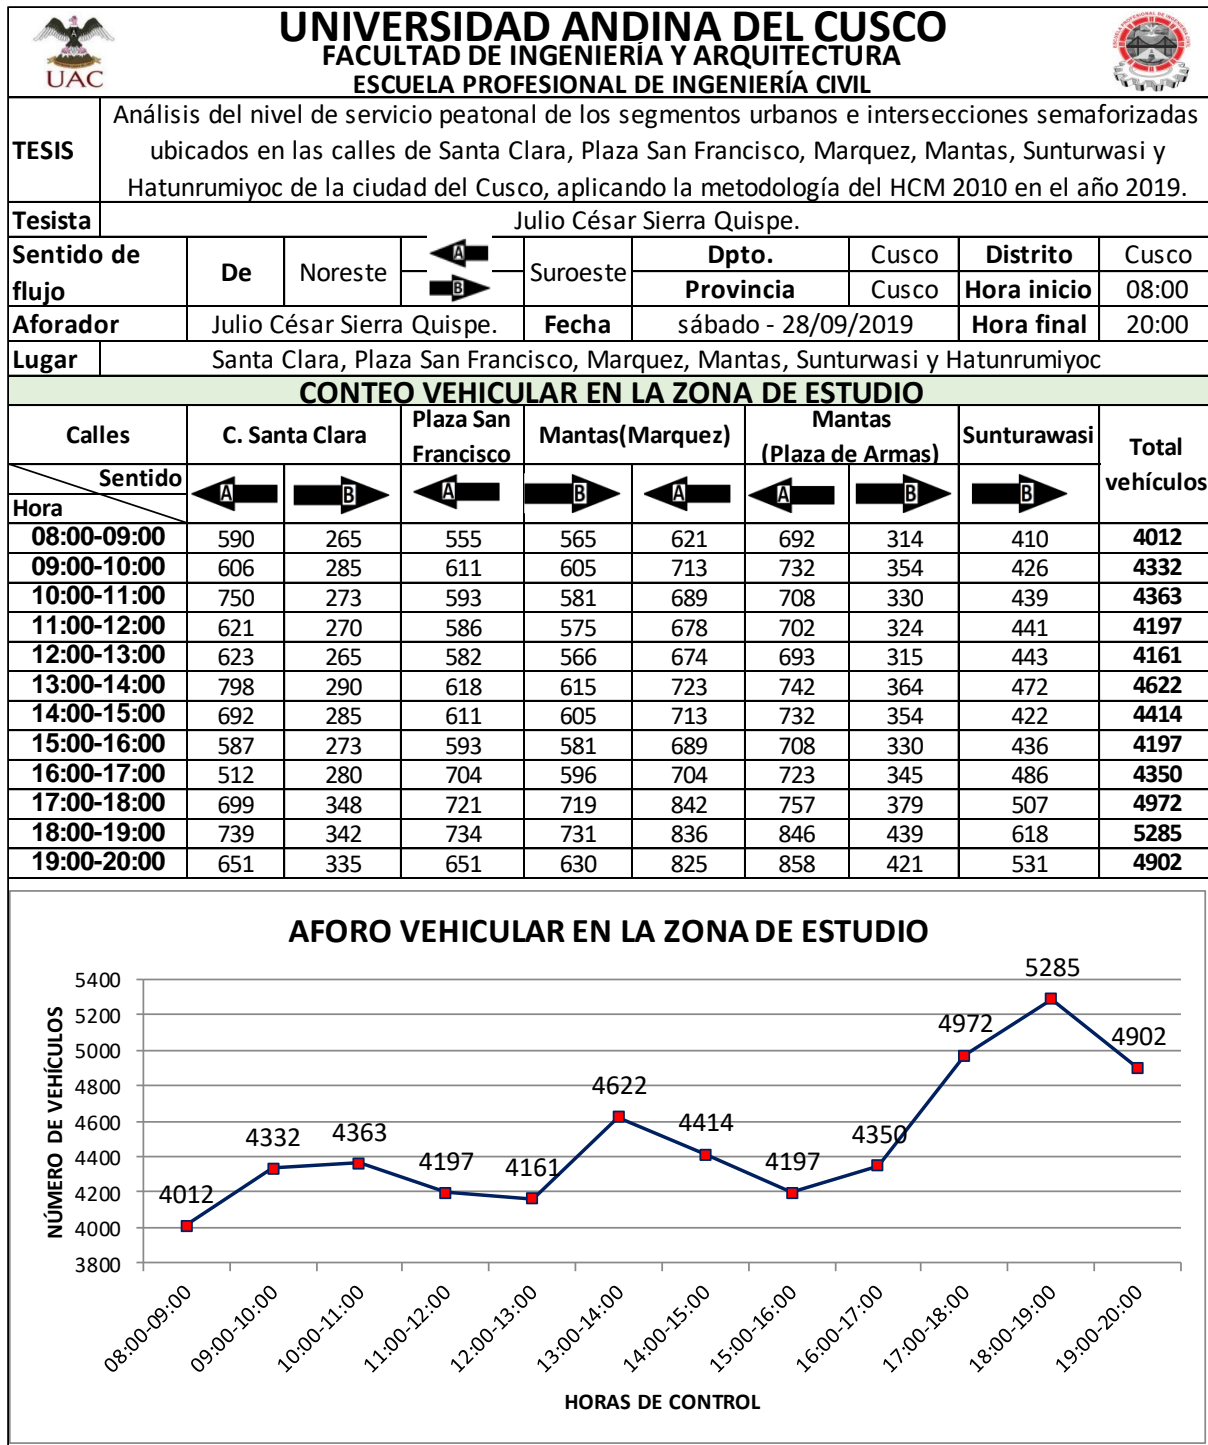 UNIVERSIDAD ANDINA DEL CUSCO
FACULTAD DE INGENIERÍA Y ARQUITECTURA
ESCUELA PROFESIONAL DE INGENIERÍA CIVIL
UAC
TESIS
Análisis del nivel de servicio peatonal de los segmentos urbanos e intersecciones semaforizadas
ubicados en las calles de Santa Clara, Plaza San Francisco, Marquez, Mantas, Sunturwasi y
Hatunrumiyoc de la ciudad del Cusco, aplicando la metodología del HCM 2010 en el año 2019.
Tesista Julio César Sierra Quispe.
Sentido de flujo De Noreste A B Suroeste Dpto. Cusco Distrito Cusco
Provincia Cusco Hora inicio 08:00
Aforador Julio César Sierra Quispe. Fecha sábado - 28/09/2019 Hora final 20:00
Lugar Santa Clara, Plaza San Francisco, Marquez, Mantas, Sunturwasi y Hatunrumiyoc
CONTEO VEHICULAR EN LA ZONA DE ESTUDIO
Calles C. Santa Clara Plaza San Francisco Mantas(Marquez) Mantas (Plaza de Armas) Sunturawasi Total vehículos
Sentido A B A B A A B B
Hora
08:00-09:00 590 265 555 565 621 692 314 410 4012
09:00-10:00 606 285 611 605 713 732 354 426 4332
10:00-11:00 750 273 593 581 689 708 330 439 4363
11:00-12:00 621 270 586 575 678 702 324 441 4197
12:00-13:00 623 265 582 566 674 693 315 443 4161
13:00-14:00 798 290 618 615 723 742 364 472 4622
14:00-15:00 692 285 611 605 713 732 354 422 4414
15:00-16:00 587 273 593 581 689 708 330 436 4197
16:00-17:00 512 280 704 596 704 723 345 486 4350
17:00-18:00 699 348 721 719 842 757 379 507 4972
18:00-19:00 739 342 734 731 836 846 439 618 5285
19:00-20:00 651 335 651 630 825 858 421 531 4902
AFORO VEHICULAR EN LA ZONA DE ESTUDIO
NÚMERO DE VEHÍCULOS
5400
5200
5000
4800
4600
4400
4200
4000
3800
4012 4332 4363 4197 4161 4622 4414 4197 4350 4972 5285 4902
08:00-09:00 09:00-10:00 10:00-11:00 11:00-12:00 12:00-13:00 13:00-14:00 14:00-15:00 15:00-16:00 16:00-17:00 17:00-18:00 18:00-19:00 19:00-20:00
HORAS DE CONTROL